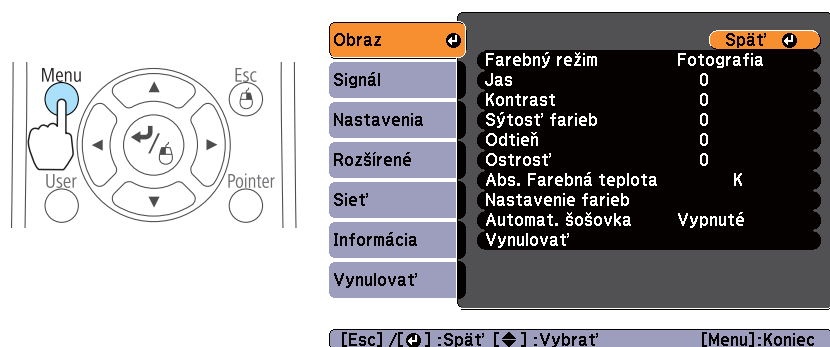 Menu
Esc
User
Pointer
Obraz
Signál
Nastavenia
Rozšírené
Sieť
Informácia
Vynulovať
Späť
Farebný režim Fotografia
Jas 0
Kontrast 0
Sýtosť farieb 0
Odtieň 0
Ostrosť 0
Abs. Farebná teplota K
Nastavenie farieb
Automat. šošovka Vypnuté
Vynulovať
[Esc] /[ ] :Späť [ ] :Vybrať [Menu]:Koniec